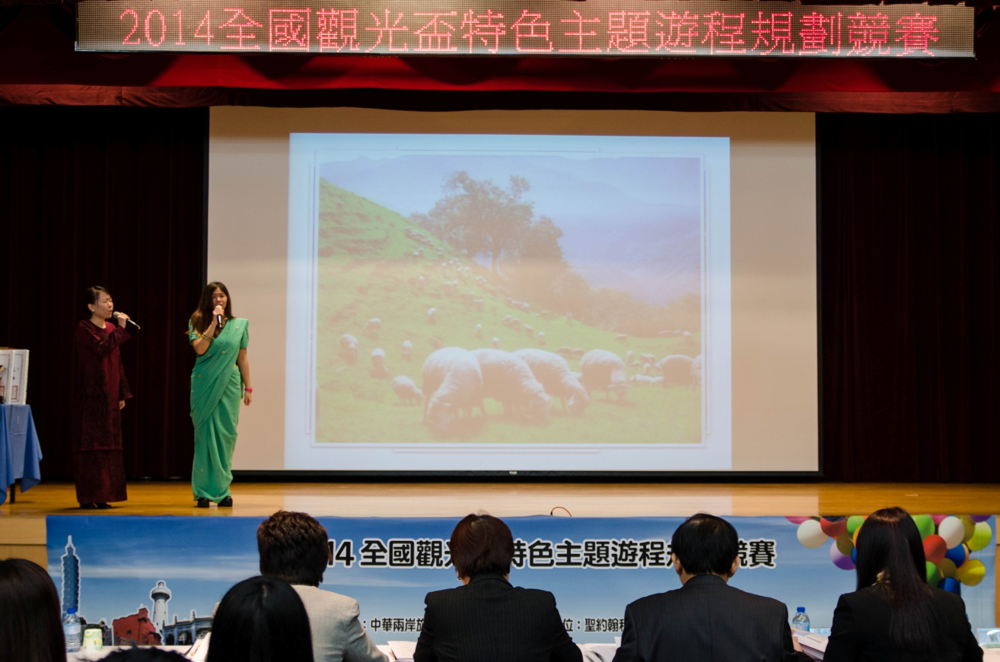 2014全國觀光盃特色主題遊程規劃競賽
14 全國觀光 特色主題遊程 競賽
：中華兩岸旅 位：聖約翰科